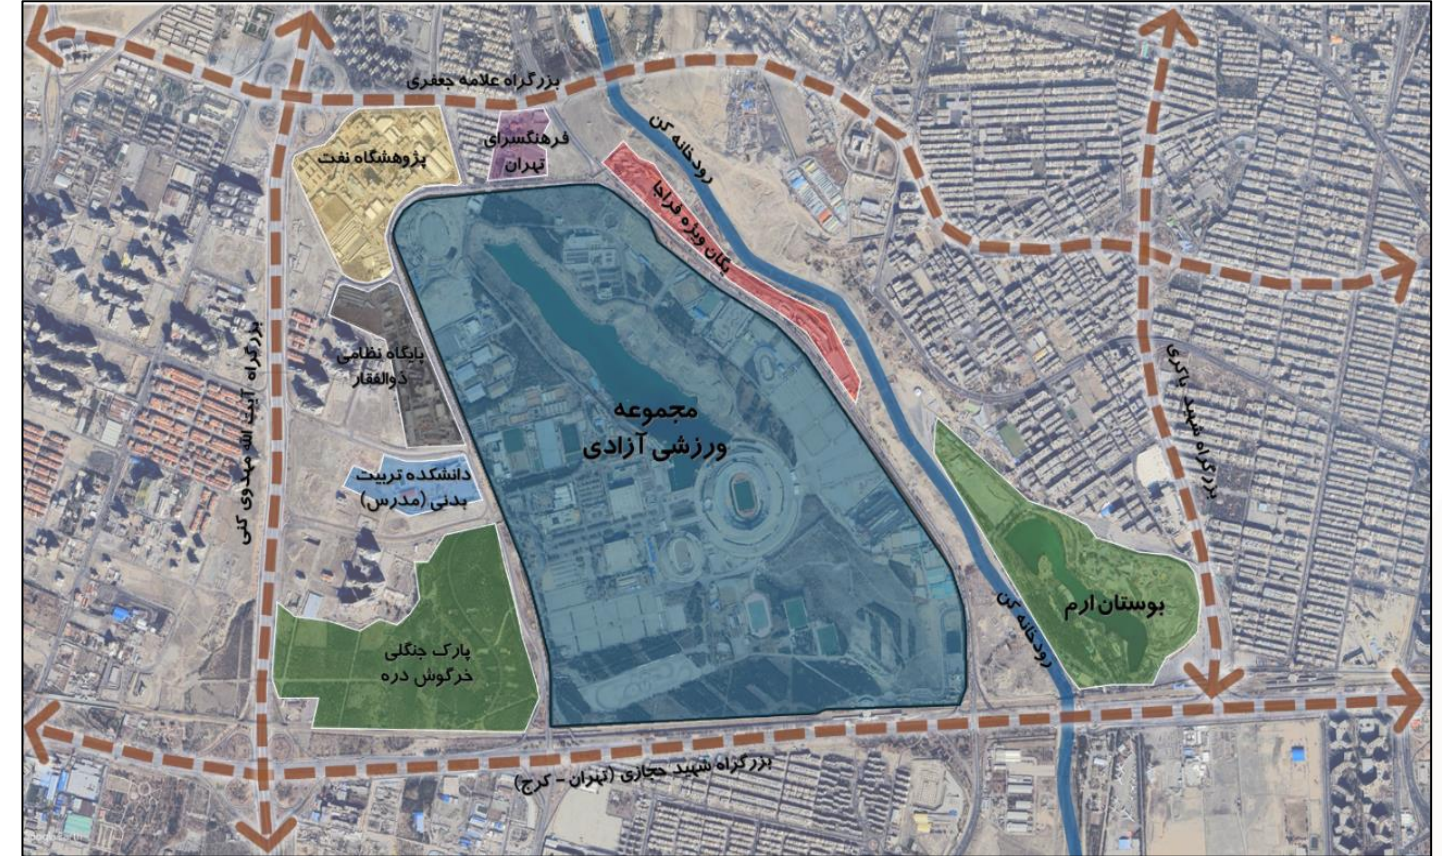 بزرگراه علامه جعفری
فرهنگسرای
تهران
پژوهشگاه نفت
رودخانه کن
یگان ویژه فراجا
پایگاه نظامی
ذوالفقار
بزرگراه آیت الله مهدوی کنی
مجموعه
ورزشی آزادی
بزرگراه شهید باکری
دانشکده تربیت
بدنی (مدرس)
بوستان ارم
رودخانه کن
پارک جنگلی
خرگوش دره
بزرگراه شهید حجازی (تهران - کرج)